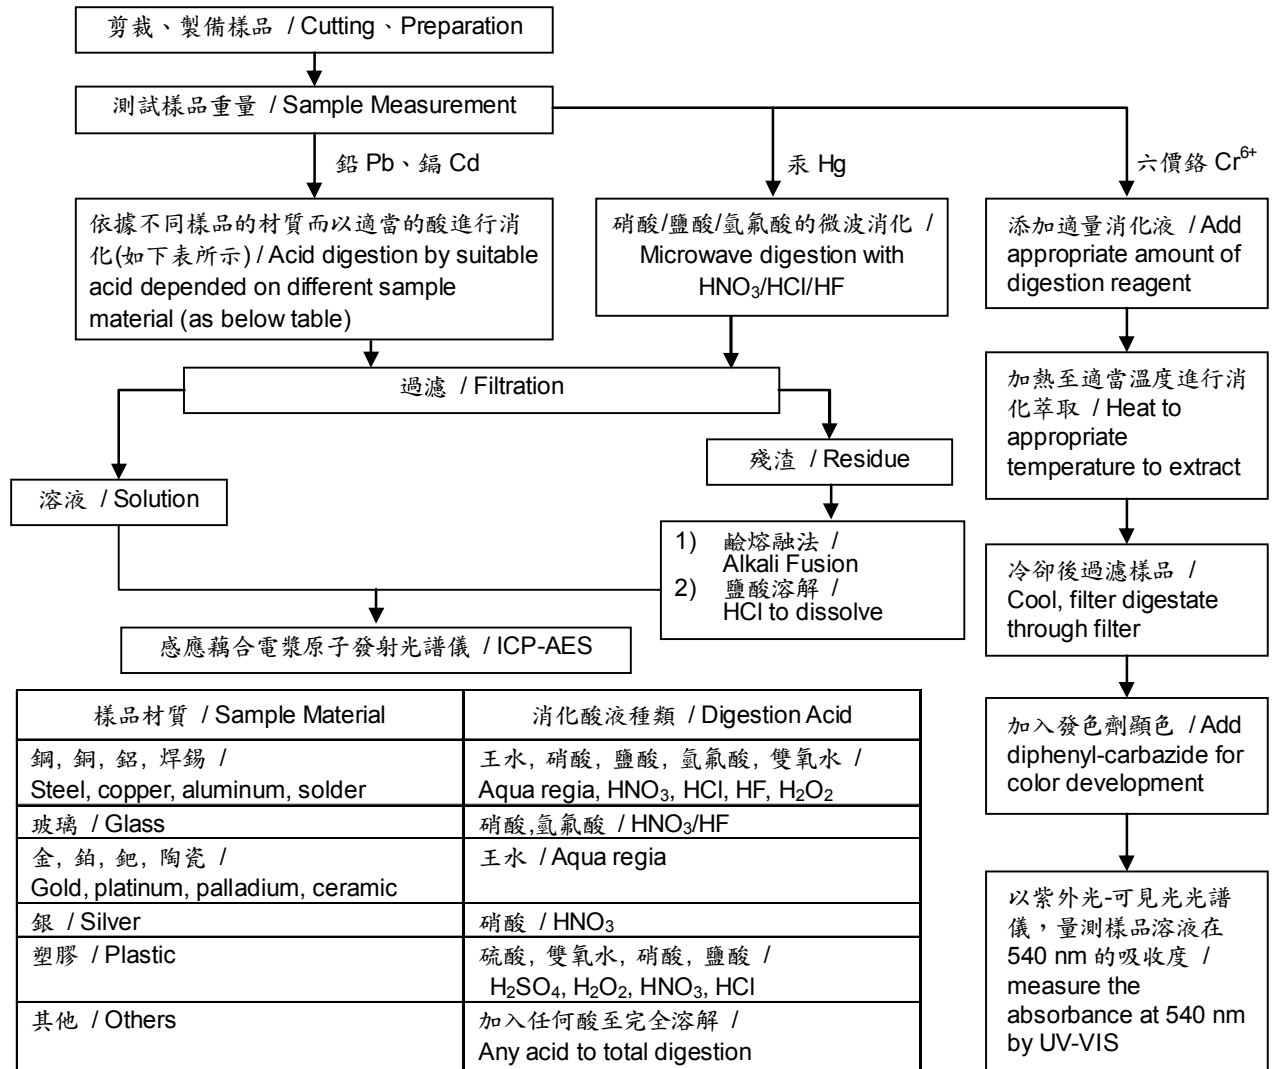 剪裁、製備樣品 / Cutting、Preparation
測試樣品重量 / Sample Measurement
鉛 Pb、鎘 Cd
汞 Hg
六價鉻 Cr⁶⁺
依據不同樣品的材質而以適當的酸進行消
化(如下表所示) / Acid digestion by suitable
acid depended on different sample
material (as below table)
硝酸/鹽酸/氫氟酸的微波消化 /
Microwave digestion with
HNO₃/HCl/HF
添加適量消化液 / Add
appropriate amount of
digestion reagent
過濾 / Filtration
加熱至適當溫度進行消
化萃取 / Heat to
appropriate
temperature to extract
溶液 / Solution
殘渣 / Residue
1) 鹼熔融法 /
Alkali Fusion
2) 鹽酸溶解 /
HCl to dissolve
冷卻後過濾樣品 /
Cool, filter digestate
through filter
感應藕合電漿原子發射光譜儀 / ICP-AES
加入發色劑顯色 / Add
diphenyl-carbazide for
color development
以紫外光-可見光光譜
儀，量測樣品溶液在
540 nm 的吸收度 /
measure the
absorbance at 540 nm
by UV-VIS
樣品材質 / Sample Material
消化酸液種類 / Digestion Acid
鋼, 銅, 鋁, 焊錫 /
Steel, copper, aluminum, solder
王水, 硝酸, 鹽酸, 氫氟酸, 雙氧水 /
Aqua regia, HNO₃, HCl, HF, H₂O₂
玻璃 / Glass
硝酸,氫氟酸 / HNO₃/HF
金, 鉑, 鈀, 陶瓷 /
Gold, platinum, palladium, ceramic
王水 / Aqua regia
銀 / Silver
硝酸 / HNO₃
塑膠 / Plastic
硫酸, 雙氧水, 硝酸, 鹽酸 /
H₂SO₄, H₂O₂, HNO₃, HCl
其他 / Others
加入任何酸至完全溶解 /
Any acid to total digestion